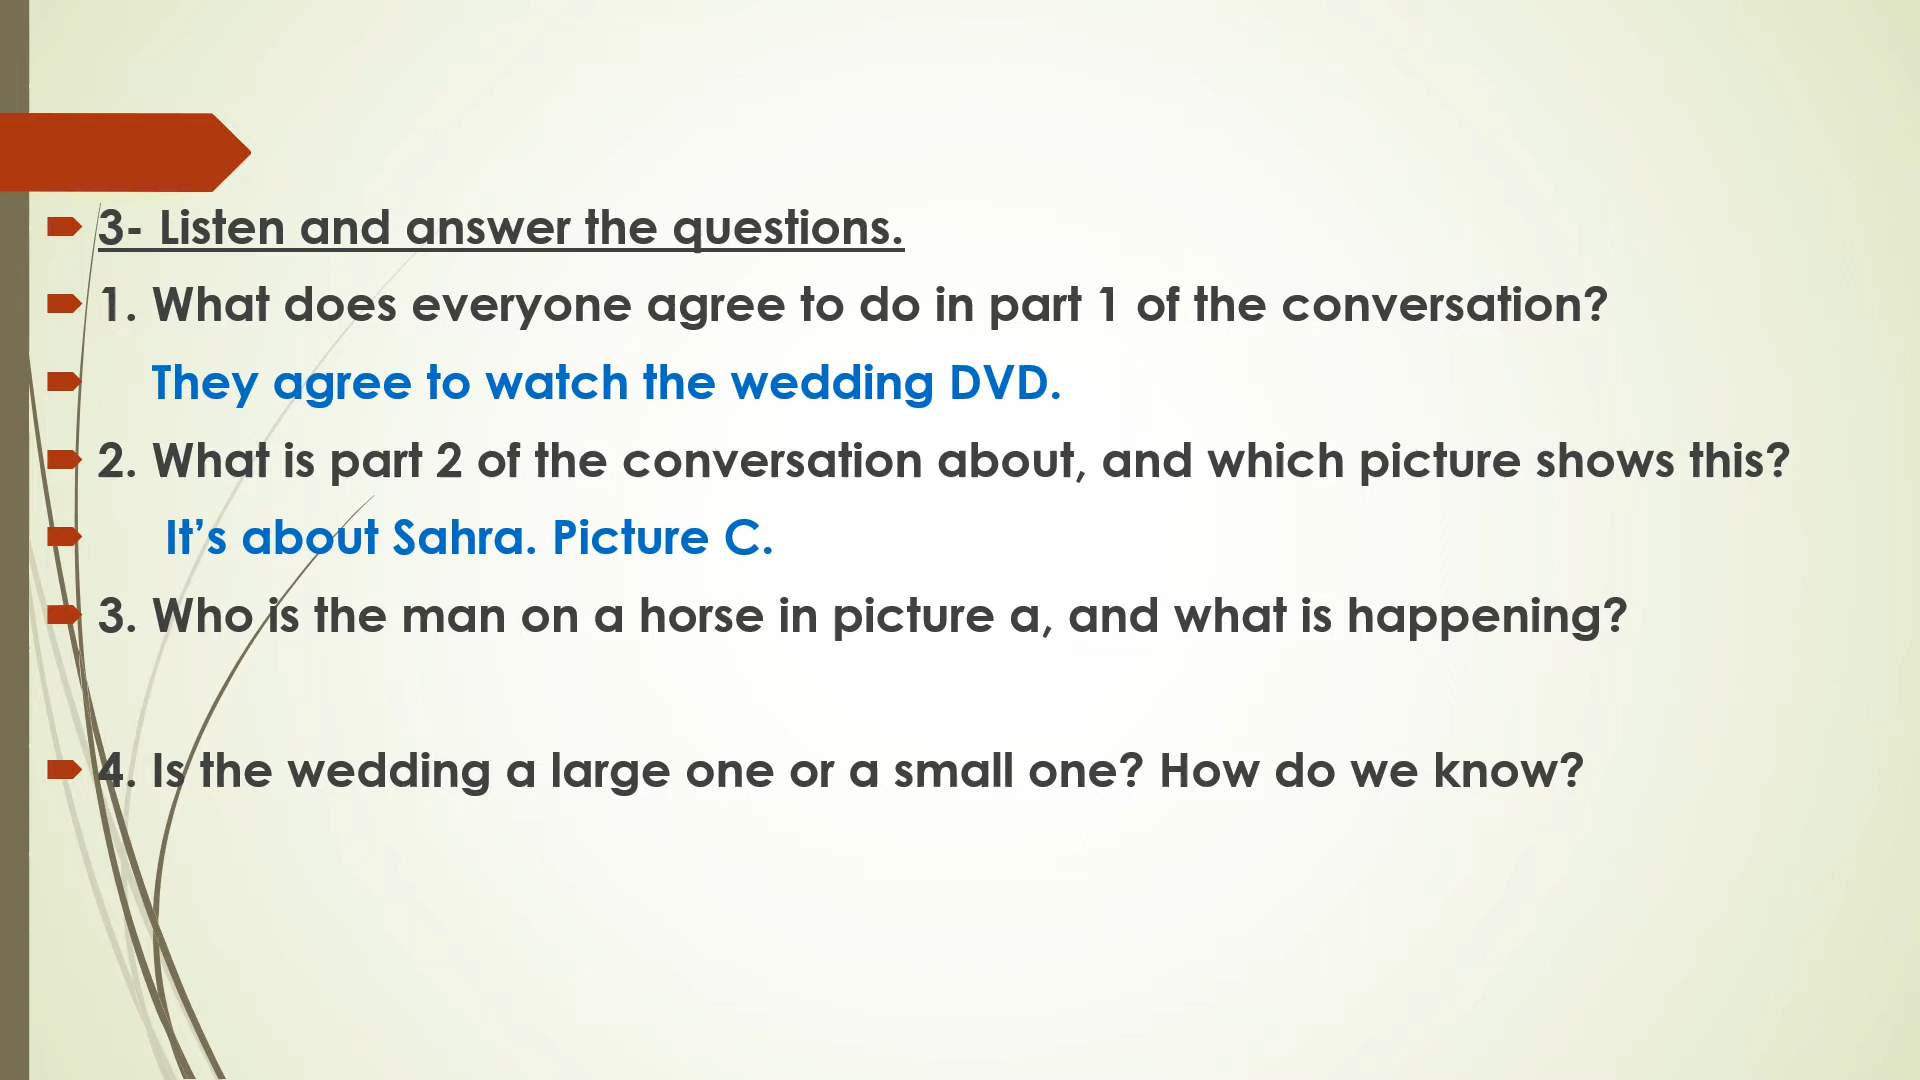 3- Listen and answer the questions.
1. What does everyone agree to do in part 1 of the conversation?
They agree to watch the wedding DVD.
2. What is part 2 of the conversation about, and which picture shows this?
It’s about Sahra. Picture C.
3. Who is the man on a horse in picture a, and what is happening?
4. Is the wedding a large one or a small one? How do we know?